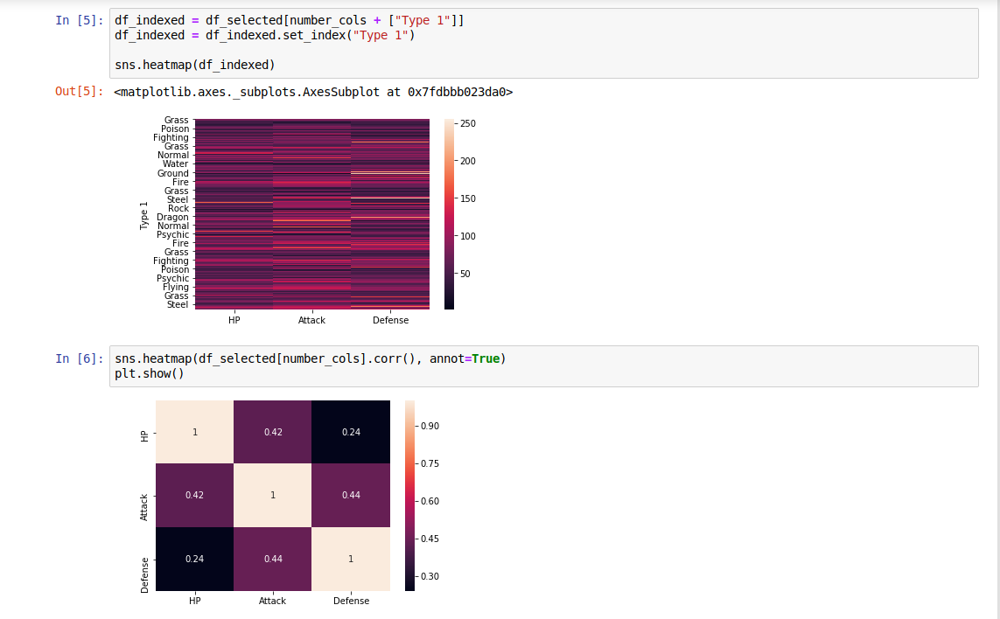 In [5]: df_indexed = df_selected[number_cols + ["Type 1"]]
df_indexed = df_indexed.set_index("Type 1")
sns.heatmap(df_indexed)
Out[5]: <matplotlib.axes._subplots.AxesSubplot at 0x7fdbbb023da0>
Type 1
Grass
Poison
Fighting
Grass
Normal
Water
Ground
Fire
Grass
Steel
Rock
Dragon
Normal
Psychic
Fire
Grass
Fighting
Poison
Psychic
Flying
Grass
Steel
HP Attack Defense
250
200
150
100
50
In [6]: sns.heatmap(df_selected[number_cols].corr(), annot=True)
plt.show()
HP 1 0.42 0.24
Attack 0.42 1 0.44
Defense 0.24 0.44 1
HP Attack Defense
0.90
0.75
0.60
0.45
0.30